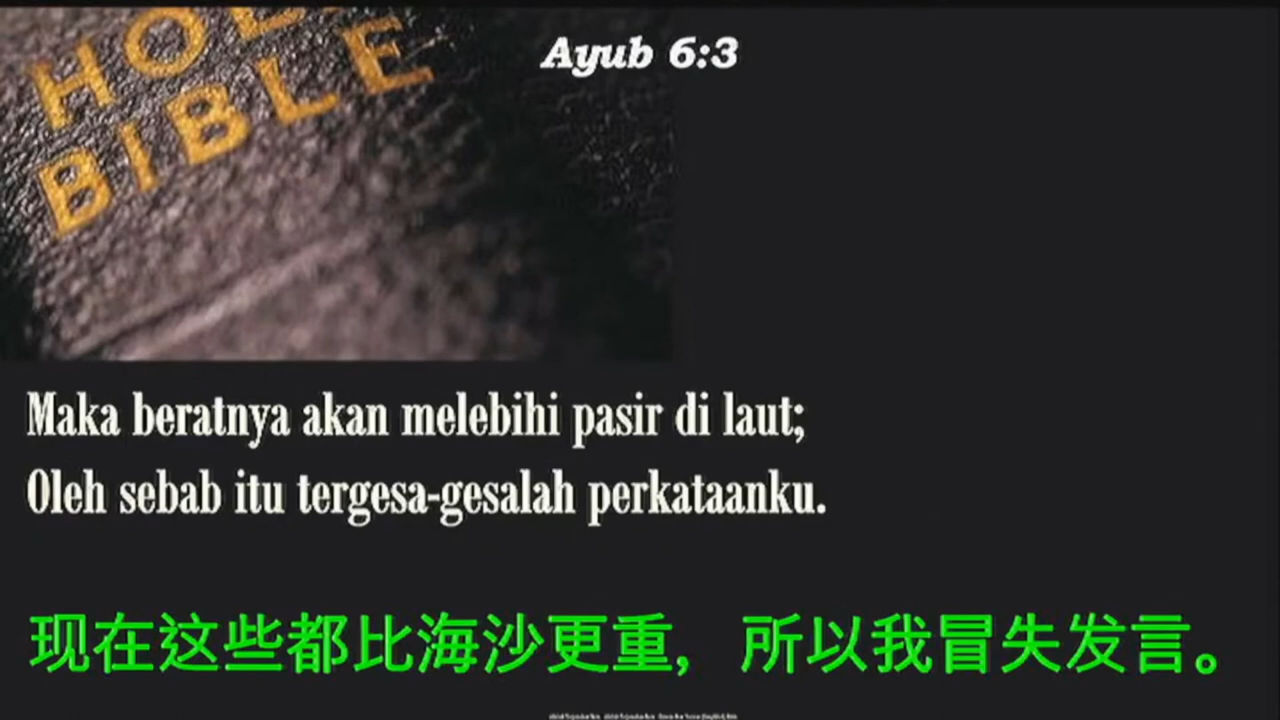 HOL
BIBLE
Ayub 6:3
Maka beratnya akan melebihi pasir di laut;
Oleh sebab itu tergesa-gesalah perkataanku.
现在这些都比海沙更重, 所以我冒失发言。